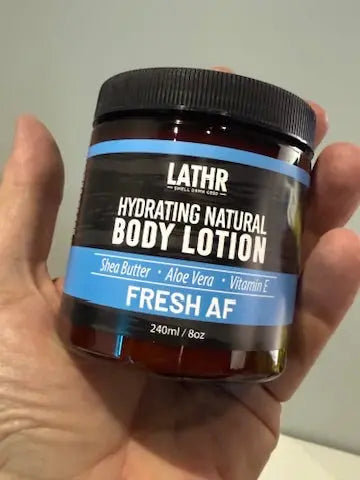 LATHR
SMELL DAMN GOOD
HYDRATING NATURAL
BODY LOTION
Shea Butter • Aloe Vera • Vitamin E
FRESH AF
240ml / 8oz